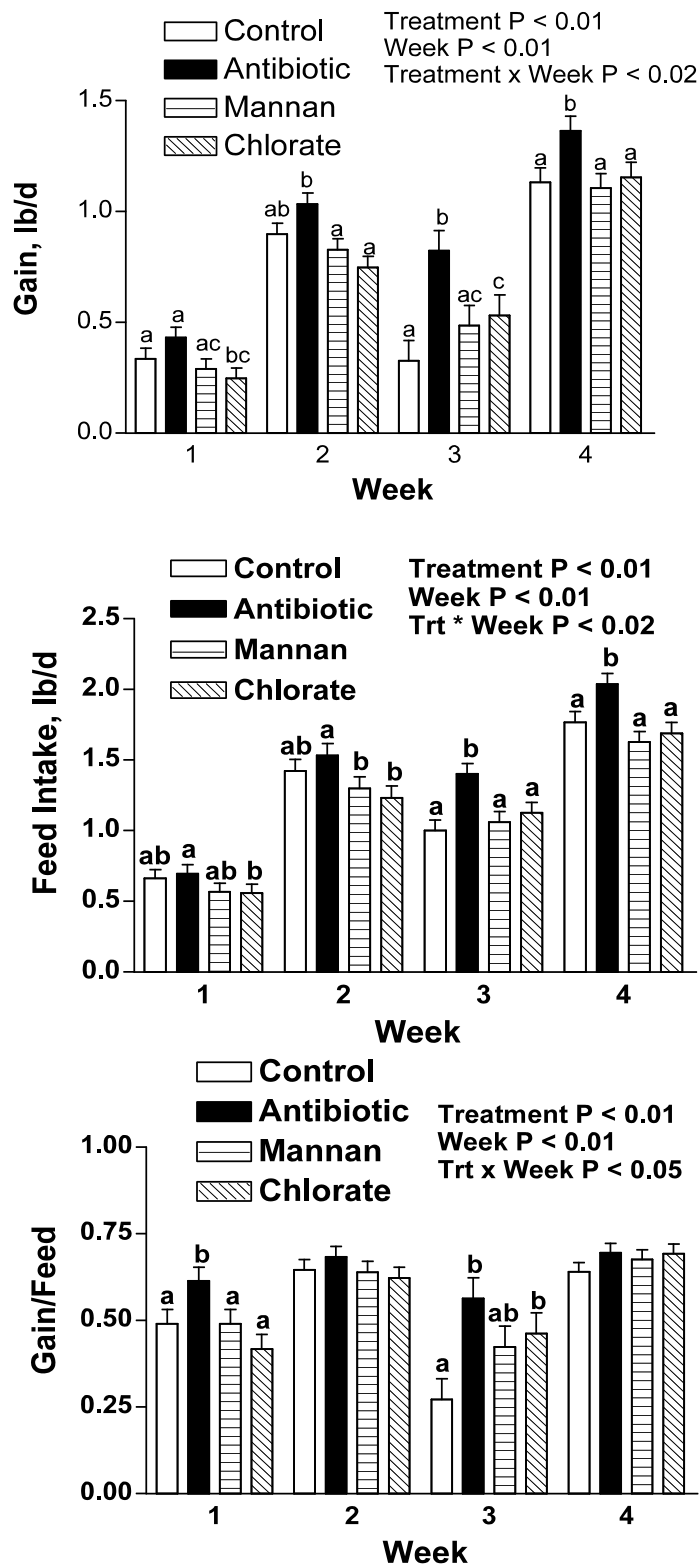 Control
Antibiotic
Mannan
Chlorate
Treatment P < 0.01
Week P < 0.01
Treatment x Week P < 0.02
Gain, lb/d
1.5
1.0
0.5
0.0
a a ac bc
ab b a a
a b ac c
a b a a
1 2 3 4
Week
Control
Antibiotic
Mannan
Chlorate
Treatment P < 0.01
Week P < 0.01
Trt * Week P < 0.02
Feed Intake, lb/d
2.5
2.0
1.5
1.0
0.5
0.0
ab a ab b
ab a b b
a b a a
a b a a
1 2 3 4
Week
Control
Antibiotic
Mannan
Chlorate
Treatment P < 0.01
Week P < 0.01
Trt x Week P < 0.05
Gain/Feed
1.00
0.75
0.50
0.25
0.00
a b a a
a b ab b
1 2 3 4
Week